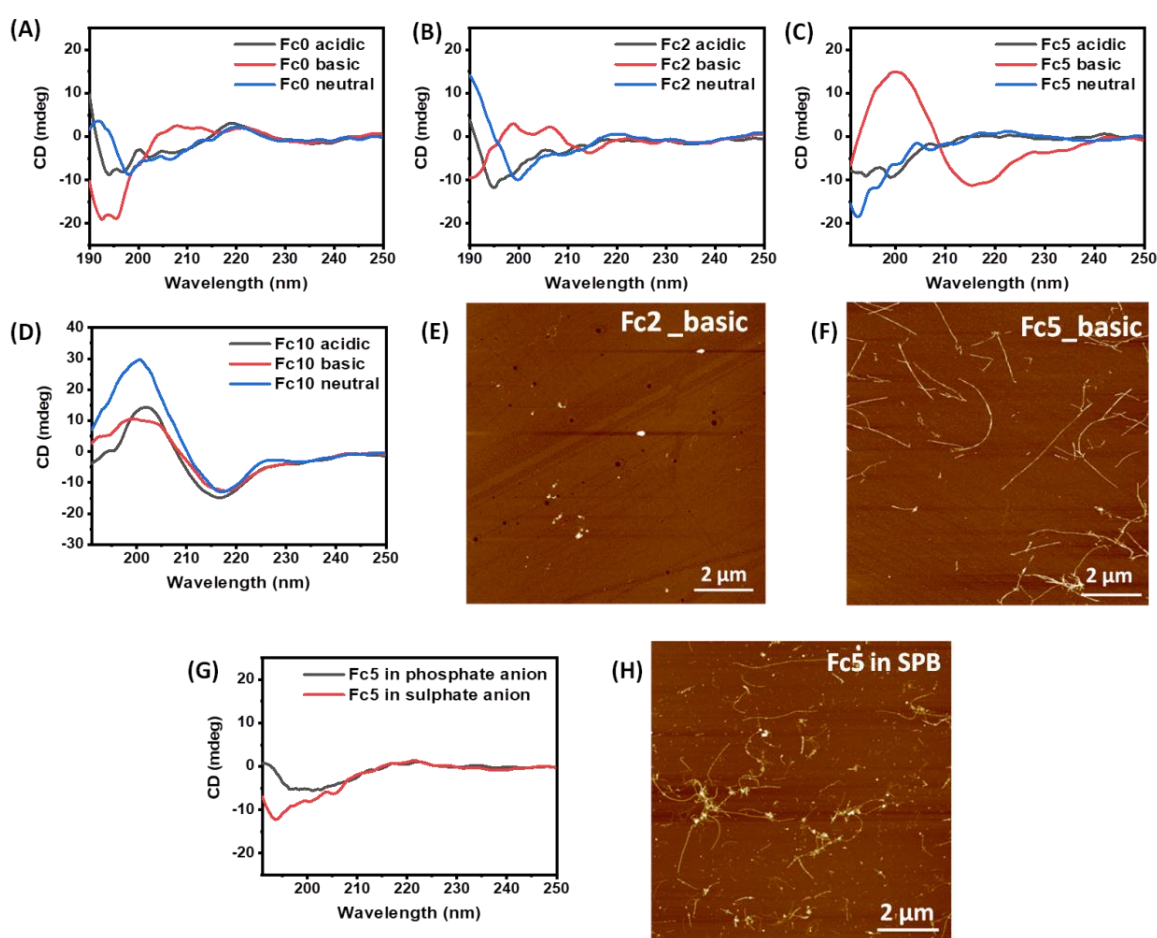 (A)
Fc0 acidic
Fc0 basic
Fc0 neutral
20
10
0
-10
-20
CD (mdeg)
190 200 210 220 230 240 250
Wavelength (nm)
(B)
Fc2 acidic
Fc2 basic
Fc2 neutral
20
10
0
-10
-20
CD (mdeg)
190 200 210 220 230 240 250
Wavelength (nm)
(C)
Fc5 acidic
Fc5 basic
Fc5 neutral
20
10
0
-10
-20
CD (mdeg)
200 210 220 230 240 250
Wavelength (nm)
(D)
Fc10 acidic
Fc10 basic
Fc10 neutral
40
30
20
10
0
-10
-20
-30
CD (mdeg)
200 210 220 230 240 250
Wavelength (nm)
(E)
Fc2 _basic
2 μm
(F)
Fc5_basic
2 μm
(G)
Fc5 in phosphate anion
Fc5 in sulphate anion
20
10
0
-10
-20
CD (mdeg)
200 210 220 230 240 250
Wavelength (nm)
(H)
Fc5 in SPB
2 μm